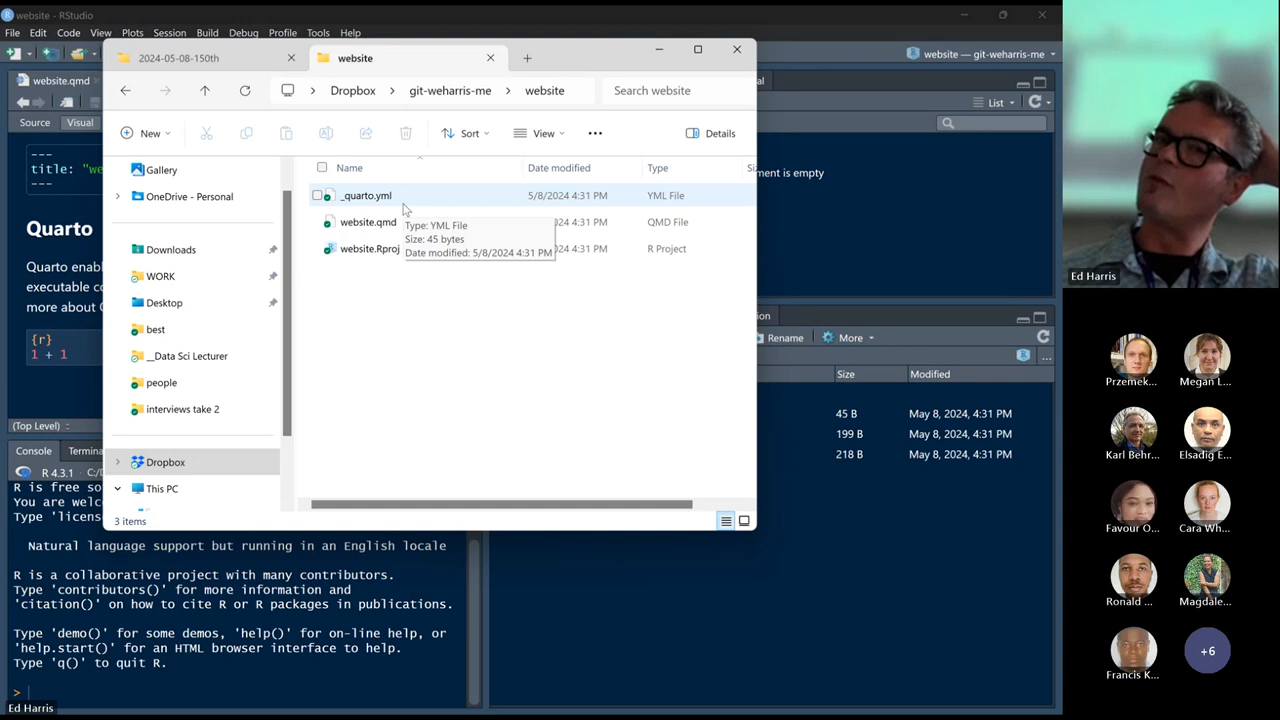 website - RStudio
File Edit Code View Plots Session Build Debug Profile Tools Help
website — git-weharris-me
website.qmd
Source Visual
---
title: "we
---
Quarto
Quarto enab
executable co
more about C
{r}
1 + 1
(Top Level)
2024-05-08-150th
website
Dropbox > git-weharris-me > website
Search website
New Sort View Details
Name Date modified Type
_quarto.yml 5/8/2024 4:31 PM YML File
website.qmd 4:31 PM QMD File
website.Rproj 4:31 PM R Project
Type: YML File
Size: 45 bytes
Date modified: 5/8/2024 4:31 PM
Gallery
OneDrive - Personal
Downloads
WORK
Desktop
best
__Data Sci Lecturer
people
interviews take 2
Dropbox
This PC
3 items
List
ment is empty
Rename More
Size Modified
45 B May 8, 2024, 4:31 PM
199 B May 8, 2024, 4:31 PM
218 B May 8, 2024, 4:31 PM
Console Termina
R 4.3.1
R is free so
You are welc
Type 'licens
Natural language support but running in an English locale
R is a collaborative project with many contributors.
Type 'contributors()' for more information and
'citation()' on how to cite R or R packages in publications.
Type 'demo()' for some demos, 'help()' for on-line help, or
'help.start()' for an HTML browser interface to help.
Type 'q()' to quit R.
>
Ed Harris
Ed Harris
Przemek... Megan L...
Karl Behr... Elsadig E...
Favour O... Cara Wh...
Ronald ... Magdale...
Francis K... +6